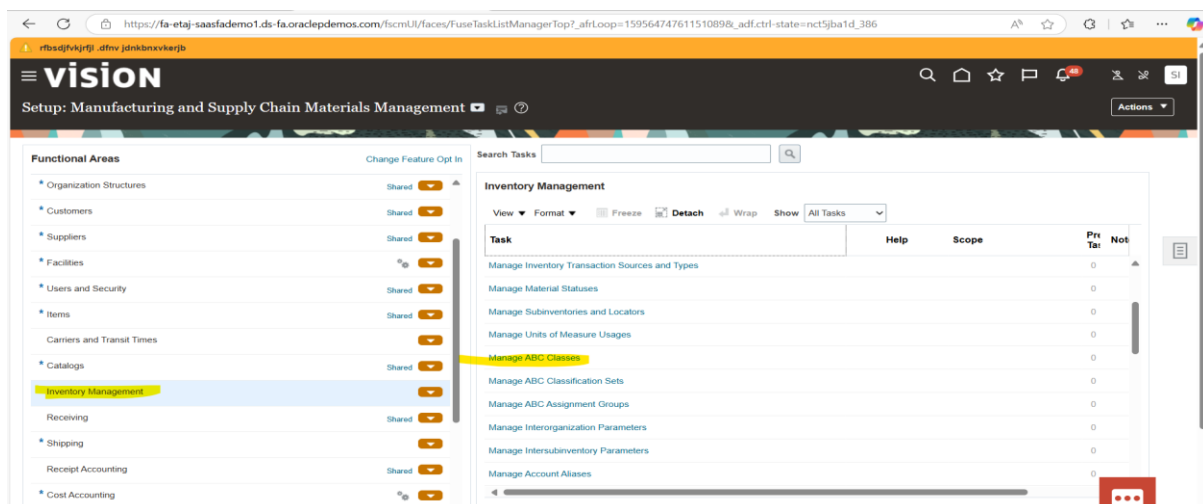 https://fa-etaj-saasfademo1.ds-fa.oraclepdemos.com/fscmUI/faces/FuseTaskListManagerTop?_afrLoop=15956474761151089&_adf.ctrl-state=nct5jba1d_386
rfbsdjfvkjrfjl .dfnv jdnkbnxvkerjb
VISION
48
SI
Setup: Manufacturing and Supply Chain Materials Management
Actions
Functional Areas
Change Feature Opt In
Organization Structures Shared
Customers Shared
Suppliers Shared
Facilities
Users and Security Shared
Items Shared
Carriers and Transit Times
Catalogs Shared
Inventory Management
Receiving Shared
Shipping
Receipt Accounting Shared
Cost Accounting
Search Tasks
Inventory Management
View Format Freeze Detach Wrap Show All Tasks
Task Help Scope
Manage Inventory Transaction Sources and Types 0
Manage Material Statuses 0
Manage Subinventories and Locators 0
Manage Units of Measure Usages 0
Manage ABC Classes 0
Manage ABC Classification Sets 0
Manage ABC Assignment Groups 0
Manage Interorganization Parameters 0
Manage Intersubinventory Parameters 0
Manage Account Aliases 0